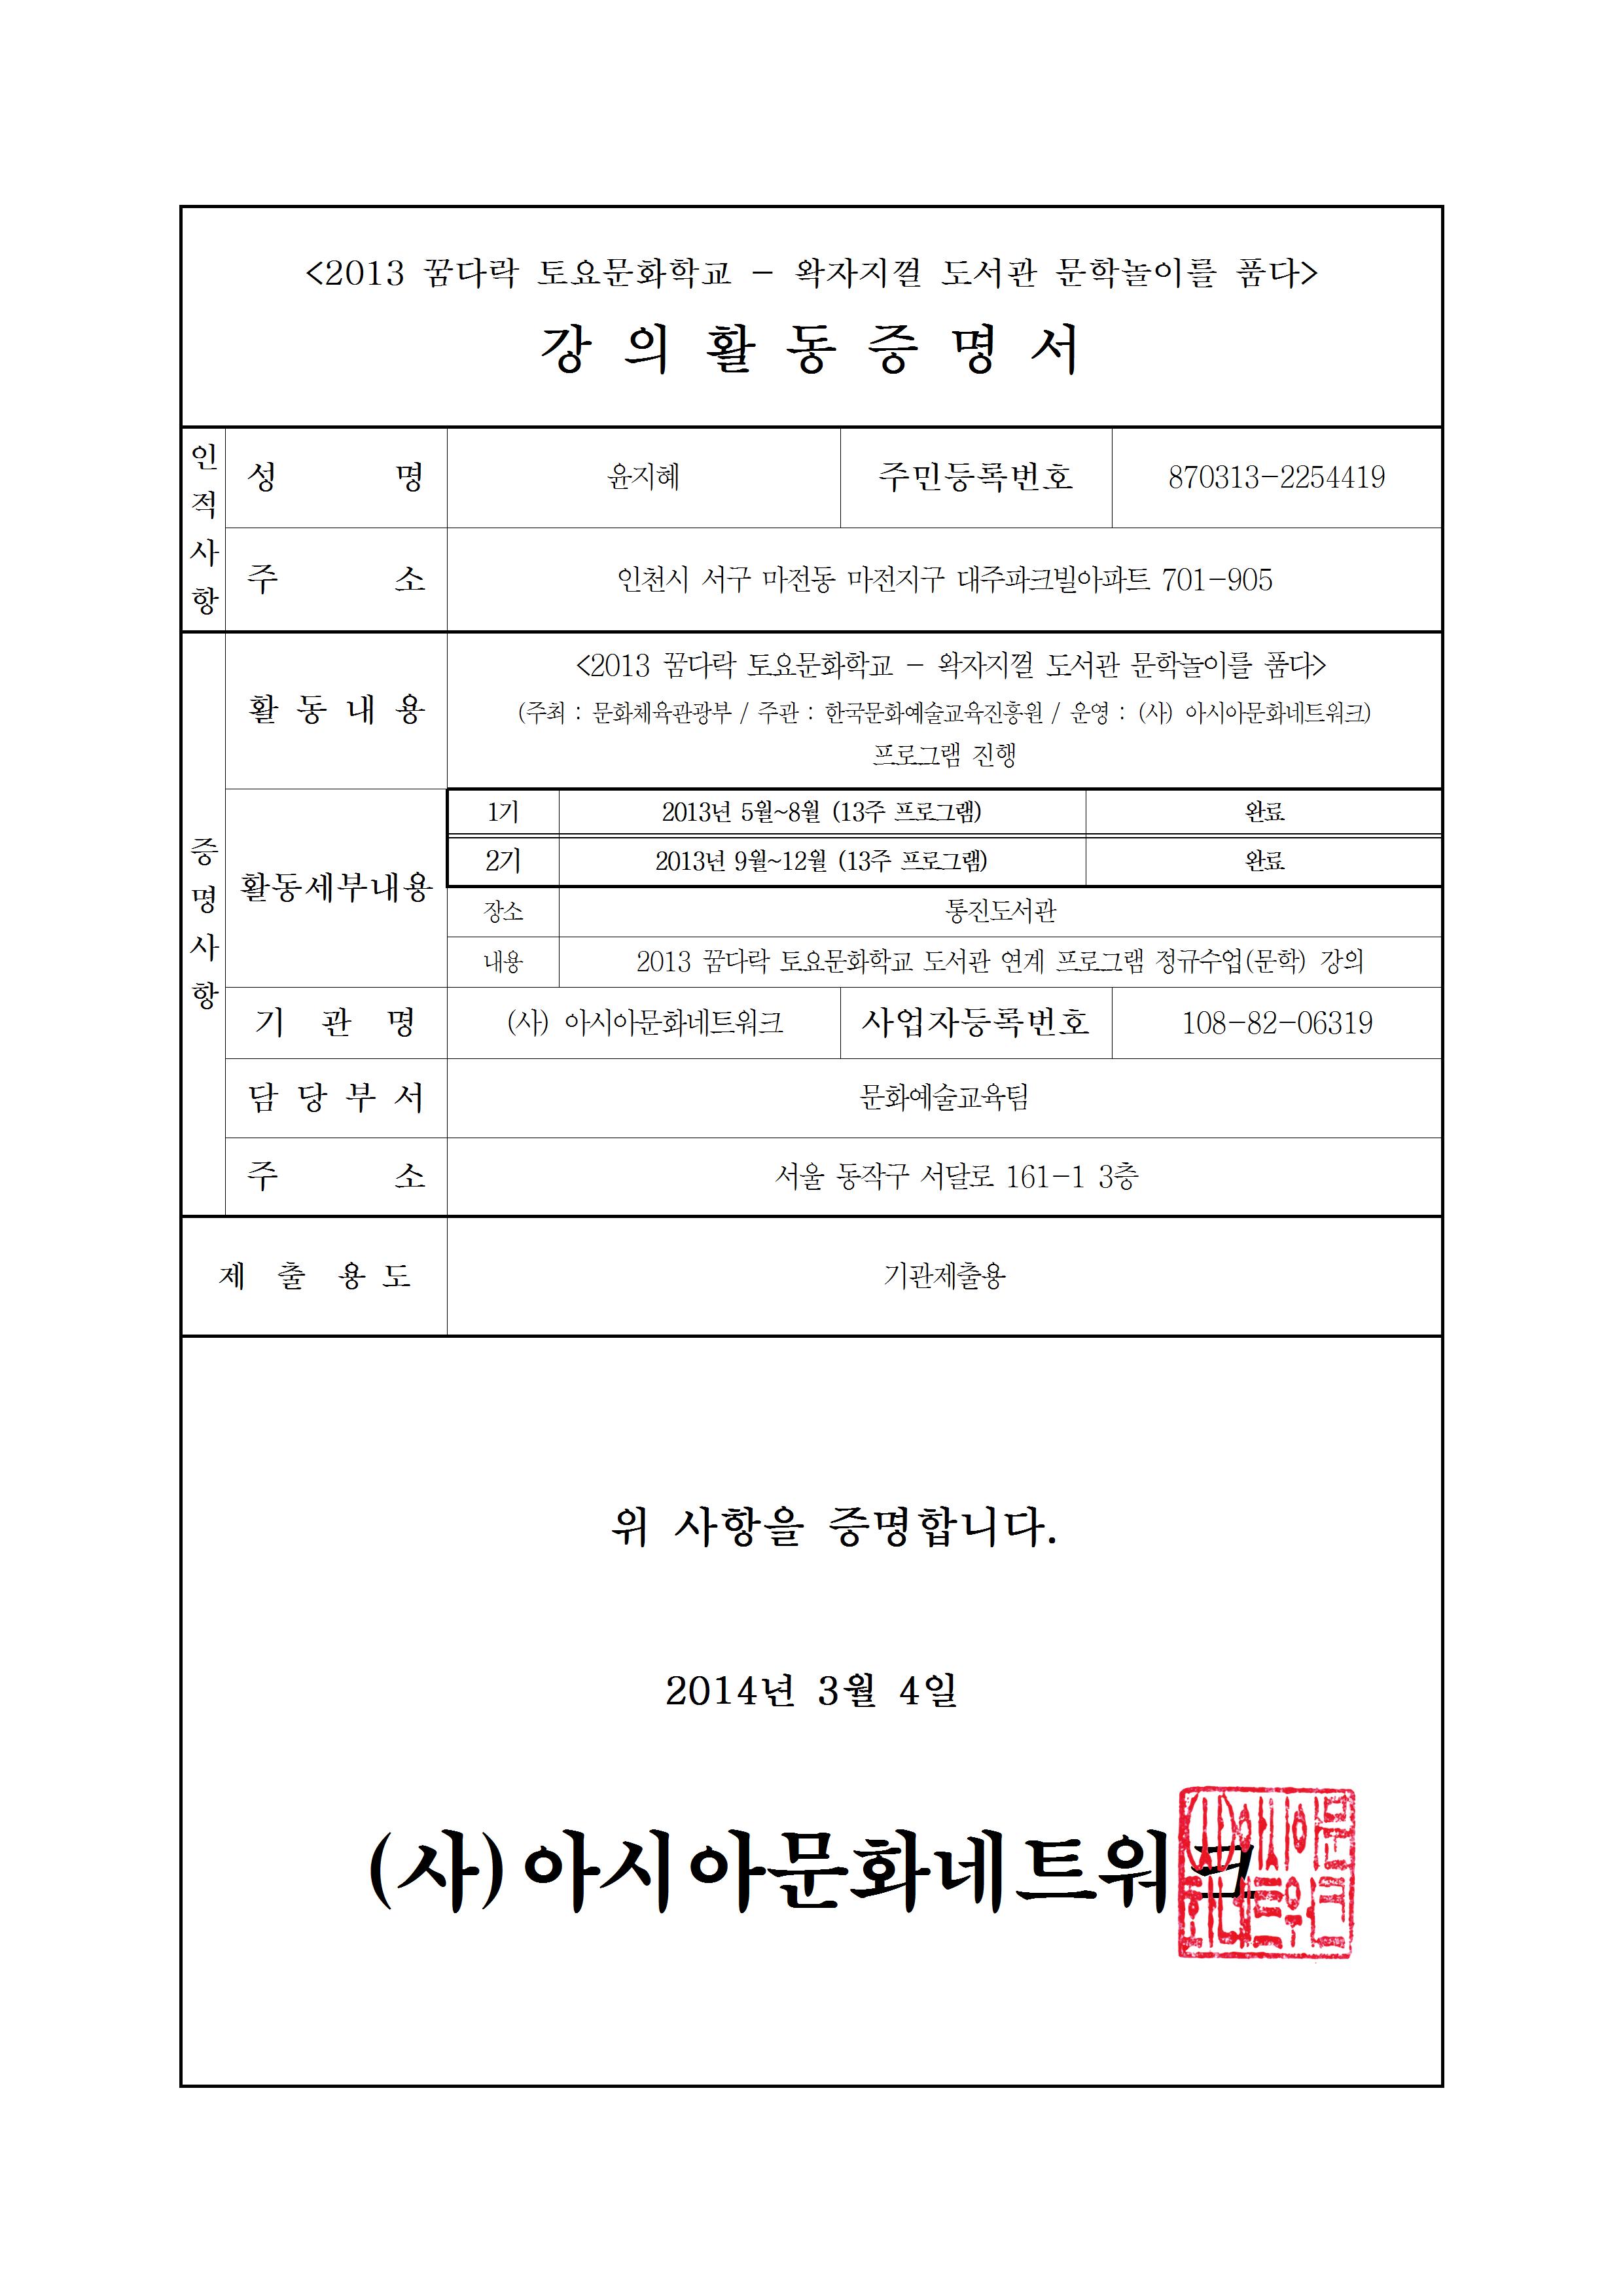 <2013 꿈다락 토요문화학교 - 왁자지껄 도서관 문학놀이를 품다>
강 의 활 동 증 명 서
인적사항
성 명 윤지혜 주민등록번호 870313-2254419
주 소 인천시 서구 마전동 마전지구 대주파크빌아파트 701-905
증명사항
활 동 내 용
<2013 꿈다락 토요문화학교 - 왁자지껄 도서관 문학놀이를 품다>
(주최 : 문화체육관광부 / 주관 : 한국문화예술교육진흥원 / 운영 : (사) 아시아문화네트워크)
프로그램 진행
활동세부내용
1기 2013년 5월~8월 (13주 프로그램) 완료
2기 2013년 9월~12월 (13주 프로그램) 완료
장소 통진도서관
내용 2013 꿈다락 토요문화학교 도서관 연계 프로그램 정규수업(문학) 강의
기 관 명 (사) 아시아문화네트워크 사업자등록번호 108-82-06319
담 당 부 서 문화예술교육팀
주 소 서울 동작구 서달로 161-1 3층
제 출 용 도 기관제출용
위 사항을 증명합니다.
2014년 3월 4일
(사)아시아문화네트워크
(사)아시아문
화네트워크